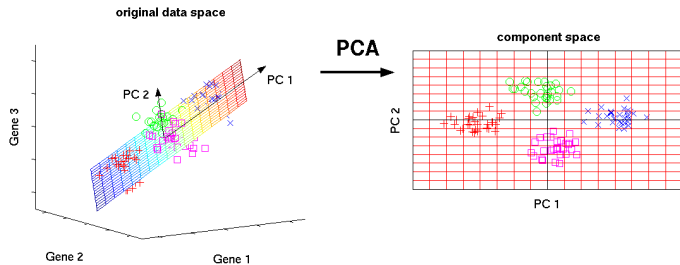 original data space
PCA
component space
PC 1
PC 2
Gene 3
PC 2
Gene 2
Gene 1
PC 1